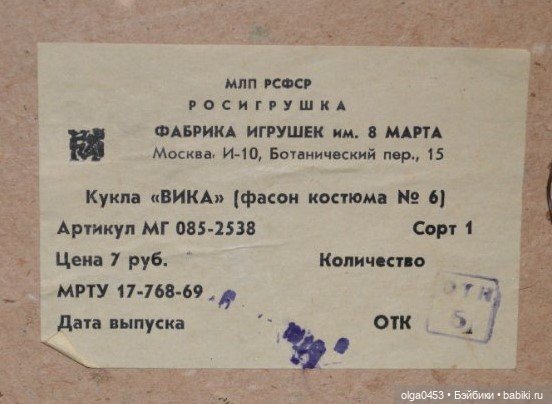 МЛП РСФСР
РОСИГРУШКА
ФАБРИКА ИГРУШЕК им. 8 МАРТА
Москва, И-10, Ботанический пер., 15
Кукла «ВИКА» (фасон костюма № 6)
Артикул МГ 085-2538 Сорт 1
Цена 7 руб. Количество
МРТУ 17-768-69
Дата выпуска ОТК
ОТК
5
olga0453 • Бэйбики • babiki.ru